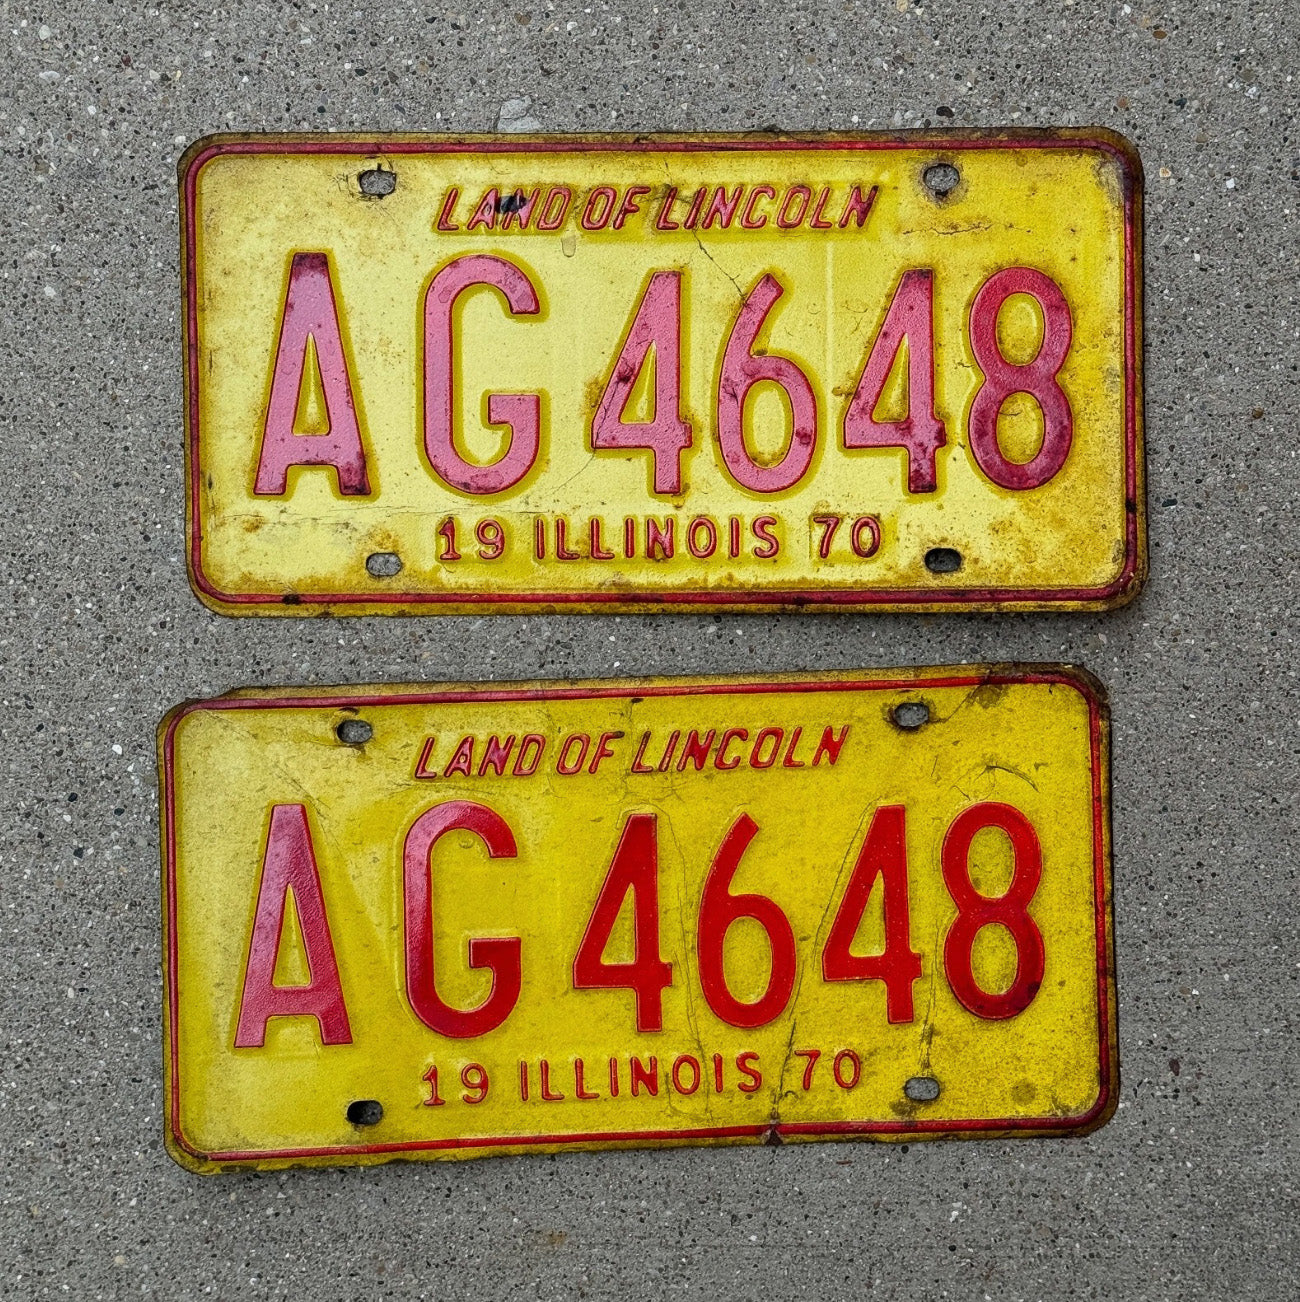 LAND OF LINCOLN
AG 4648
19 ILLINOIS 70
LAND OF LINCOLN
AG 4648
19 ILLINOIS 70